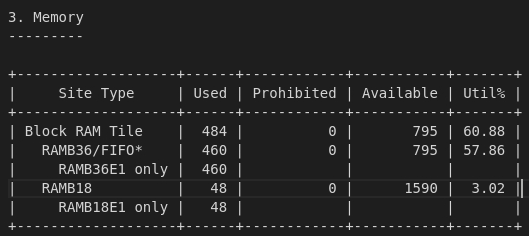 3. Memory
---------

+-------------------+------+------------+-----------+-------+
|     Site Type     | Used | Prohibited | Available | Util% |
+-------------------+------+------------+-----------+-------+
| Block RAM Tile    |  484 |          0 |       795 | 60.88 |
|   RAMB36/FIFO*    |  460 |          0 |       795 | 57.86 |
|     RAMB36E1 only |  460 |            |           |       |
|   RAMB18          |   48 |          0 |      1590 |  3.02 |
|     RAMB18E1 only |   48 |            |           |       |
+-------------------+------+------------+-----------+-------+